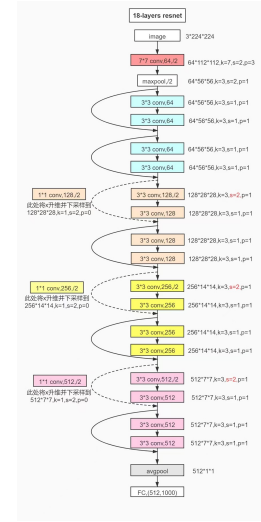 18-layers resnet
image 3*224*224
7*7 conv,64,/2 64*112*112,k=7,s=2,p=3
maxpool,/2 64*56*56,k=3,s=2,p=1
3*3 conv,64 64*56*56,k=3,s=1,p=1
3*3 conv,64 64*56*56,k=3,s=1,p=1
3*3 conv,64 64*56*56,k=3,s=1,p=1
3*3 conv,64 64*56*56,k=3,s=1,p=1
1*1 conv,128,/2 3*3 conv,128,/2 128*28*28,k=3,s=2,p=1
此处将x升维并下采样到
128*28*28,k=1,s=2,p=0
3*3 conv,128 128*28*28,k=3,s=1,p=1
3*3 conv,128 128*28*28,k=3,s=1,p=1
3*3 conv,128 128*28*28,k=3,s=1,p=1
1*1 conv,256,/2 3*3 conv,256,/2 256*14*14,k=3,s=2,p=1
此处将x升维并下采样到
256*14*14,k=1,s=2,p=0
3*3 conv,256 256*14*14,k=3,s=1,p=1
3*3 conv,256 256*14*14,k=3,s=1,p=1
3*3 conv,256 256*14*14,k=3,s=1,p=1
1*1 conv,512,/2 3*3 conv,512,/2 512*7*7,k=3,s=2,p=1
此处将x升维并下采样到
512*7*7,k=1,s=2,p=0
3*3 conv,512 512*7*7,k=3,s=1,p=1
3*3 conv,512 512*7*7,k=3,s=1,p=1
3*3 conv,512 512*7*7,k=3,s=1,p=1
avgpool 512*1*1
FC,(512,1000)